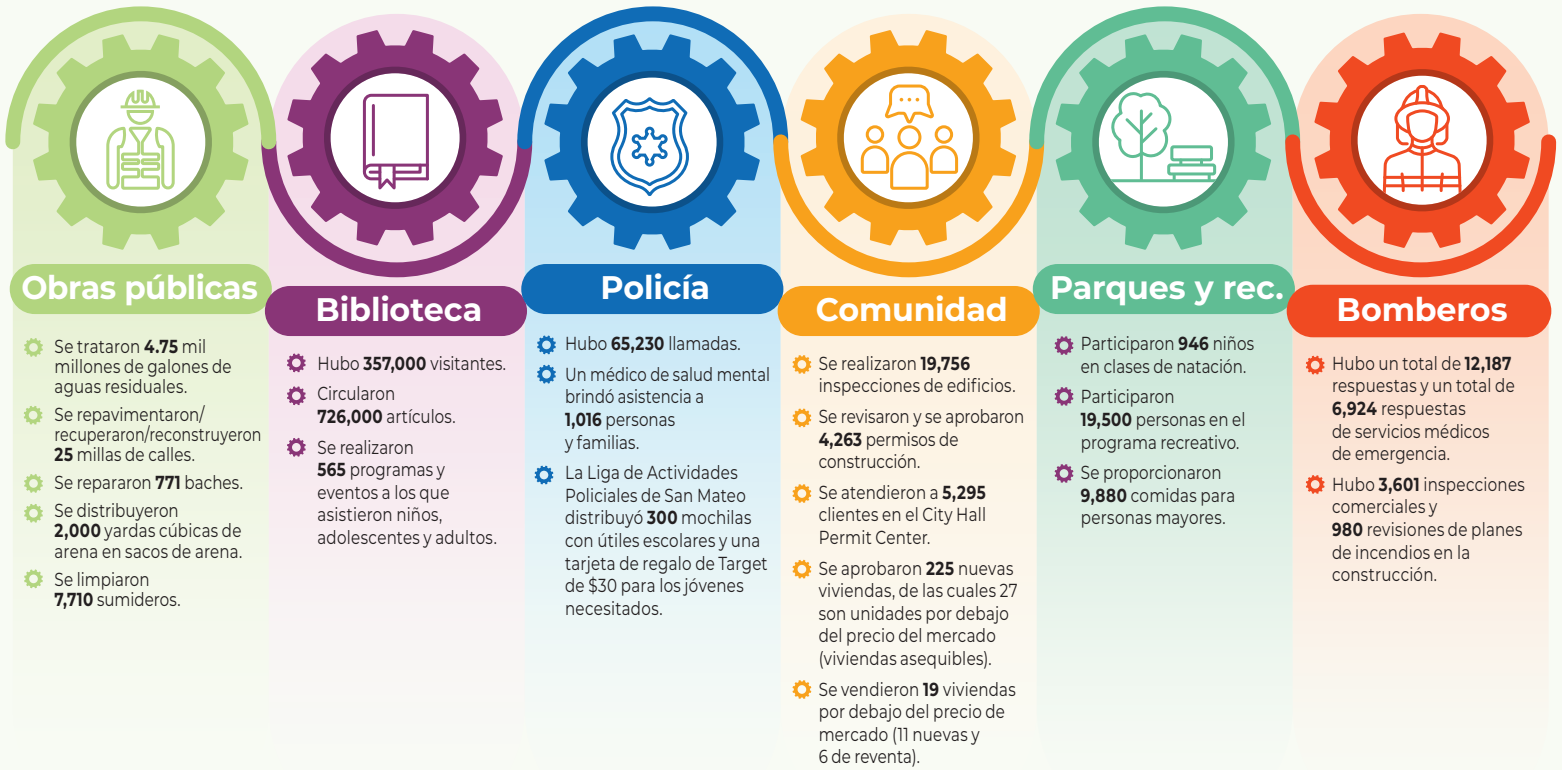 Obras públicas
Se trataron 4.75 mil
millones de galones de
aguas residuales.
Se repavimentaron/
recuperaron/reconstruyeron
25 millas de calles.
Se repararon 771 baches.
Se distribuyeron
2,000 yardas cúbicas de
arena en sacos de arena.
Se limpiaron
7,710 sumideros.
Biblioteca
Hubo 357,000 visitantes.
Circularon
726,000 artículos.
Se realizaron
565 programas y
eventos a los que
asistieron niños,
adolescentes y adultos.
Policía
Hubo 65,230 llamadas.
Un médico de salud mental
brindó asistencia a
1,016 personas
y familias.
La Liga de Actividades
Policiales de San Mateo
distribuyó 300 mochilas
con útiles escolares y una
tarjeta de regalo de Target
de $30 para los jóvenes
necesitados.
Comunidad
Se realizaron 19,756
inspecciones de edificios.
Se revisaron y se aprobaron
4,263 permisos de
construcción.
Se atendieron a 5,295
clientes en el City Hall
Permit Center.
Se aprobaron 225 nuevas
viviendas, de las cuales 27
son unidades por debajo
del precio del mercado
(viviendas asequibles).
Se vendieron 19 viviendas
por debajo del precio de
mercado (11 nuevas y
6 de reventa).
Parques y rec.
Participaron 946 niños
en clases de natación.
Participaron
19,500 personas en el
programa recreativo.
Se proporcionaron
9,880 comidas para
personas mayores.
Bomberos
Hubo un total de 12,187
respuestas y un total de
6,924 respuestas
de servicios médicos
de emergencia.
Hubo 3,601 inspecciones
comerciales y
980 revisiones de planes
de incendios en la
construcción.